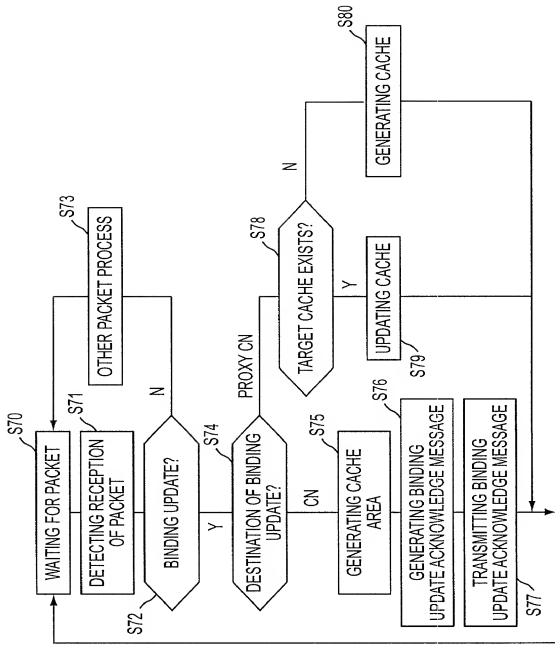 S70
WAITING FOR PACKET
S71
DETECTING RECEPTION
OF PACKET
S72
BINDING UPDATE?
N
Y
S73
OTHER PACKET PROCESS
S74
DESTINATION OF BINDING
UPDATE?
PROXY CN
CN
S75
GENERATING CACHE
AREA
S76
GENERATING BINDING
UPDATE ACKNOWLEDGE MESSAGE
TRANSMITTING BINDING
UPDATE ACKNOWLEDGE MESSAGE
S77
S78
TARGET CACHE EXISTS?
N
Y
UPDATING CACHE
S79
S80
GENERATING CACHE